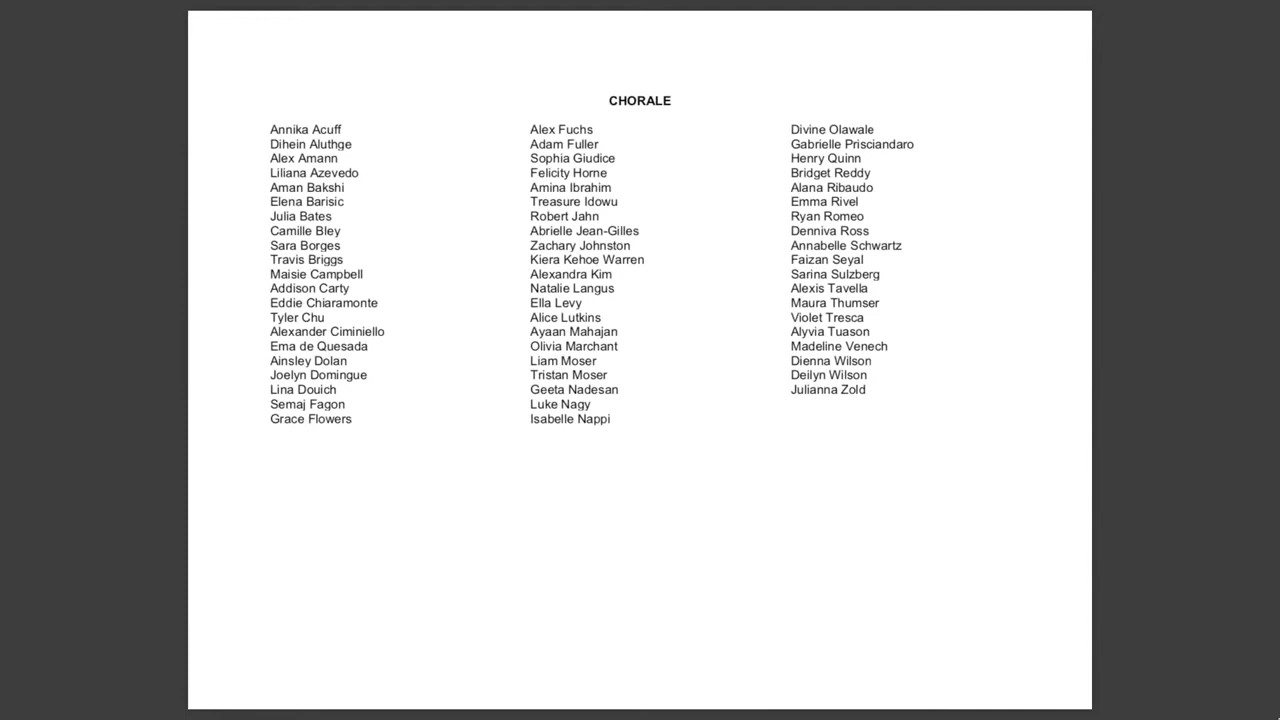 CHORALE
Annika Acuff
Dihein Aluthge
Alex Amann
Liliana Azevedo
Aman Bakshi
Elena Barisic
Julia Bates
Camille Bley
Sara Borges
Travis Briggs
Maisie Campbell
Addison Carty
Eddie Chiaramonte
Tyler Chu
Alexander Ciminiello
Ema de Quesada
Ainsley Dolan
Joelyn Domingue
Lina Douich
Semaj Fagon
Grace Flowers
Alex Fuchs
Adam Fuller
Sophia Giudice
Felicity Horne
Amina Ibrahim
Treasure Idowu
Robert Jahn
Abrielle Jean-Gilles
Zachary Johnston
Kiera Kehoe Warren
Alexandra Kim
Natalie Langus
Ella Levy
Alice Lutkins
Ayaan Mahajan
Olivia Marchant
Liam Moser
Tristan Moser
Geeta Nadesan
Luke Nagy
Isabelle Nappi
Divine Olawale
Gabrielle Prisciandaro
Henry Quinn
Bridget Reddy
Alana Ribaudo
Emma Rivel
Ryan Romeo
Denniva Ross
Annabelle Schwartz
Faizan Seyal
Sarina Sulzberg
Alexis Tavella
Maura Thumser
Violet Tresca
Alyvia Tuason
Madeline Venech
Dienna Wilson
Deilyn Wilson
Julianna Zold